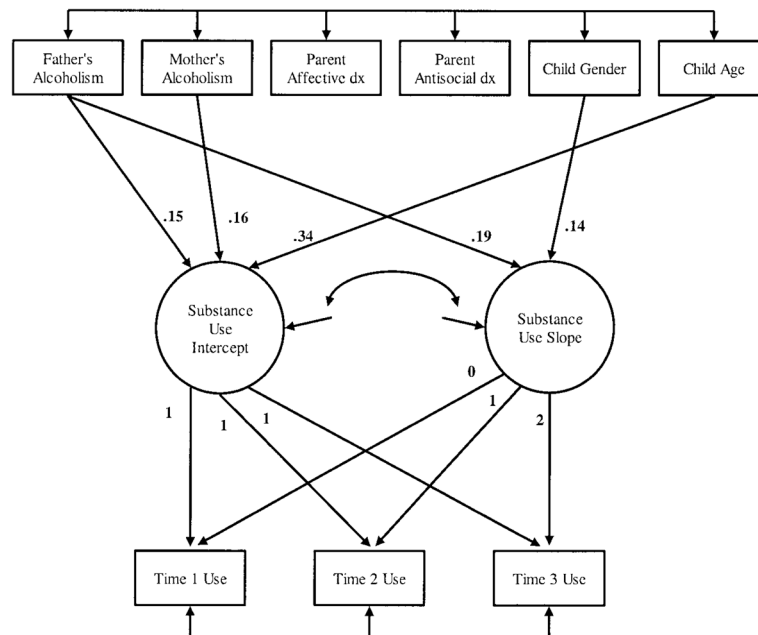 Father's
Alcoholism
Mother's
Alcoholism
Parent
Affective dx
Parent
Antisocial dx
Child Gender
Child Age
.15
.16
.34
.19
.14
Substance
Use
Intercept
Substance
Use Slope
0
1
1
1
1
2
Time 1 Use
Time 2 Use
Time 3 Use